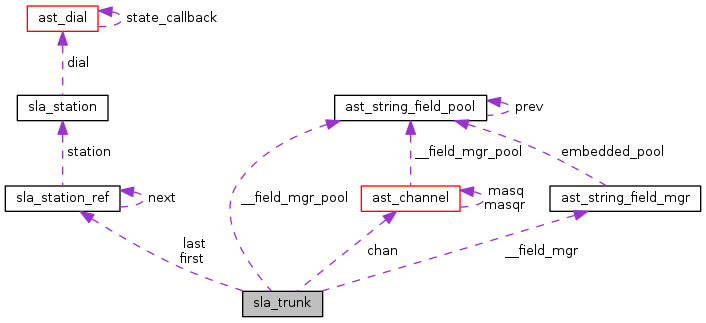 ast_dial
state_callback
dial
sla_station
ast_string_field_pool
prev
station
__field_mgr_pool
embedded_pool
sla_station_ref
next
__field_mgr_pool
ast_channel
masq
masqr
ast_string_field_mgr
last
first
chan
__field_mgr
sla_trunk